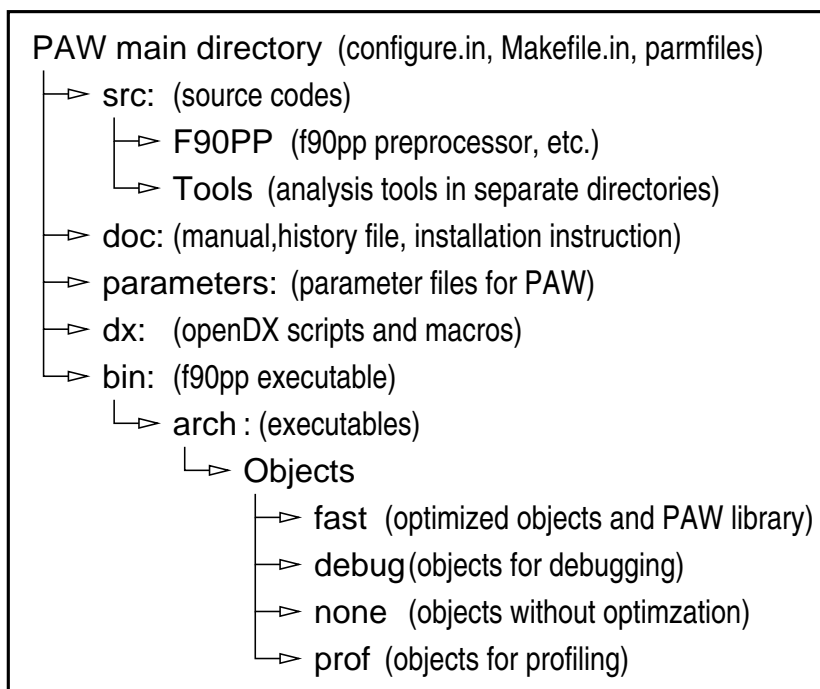 PAW main directory (configure.in, Makefile.in, parmfiles)
src: (source codes)
F90PP (f90pp preprocessor, etc.)
Tools (analysis tools in separate directories)
doc: (manual,history file, installation instruction)
parameters: (parameter files for PAW)
dx: (openDX scripts and macros)
bin: (f90pp executable)
arch : (executables)
Objects
fast (optimized objects and PAW library)
debug(objects for debugging)
none (objects without optimzation)
prof (objects for profiling)